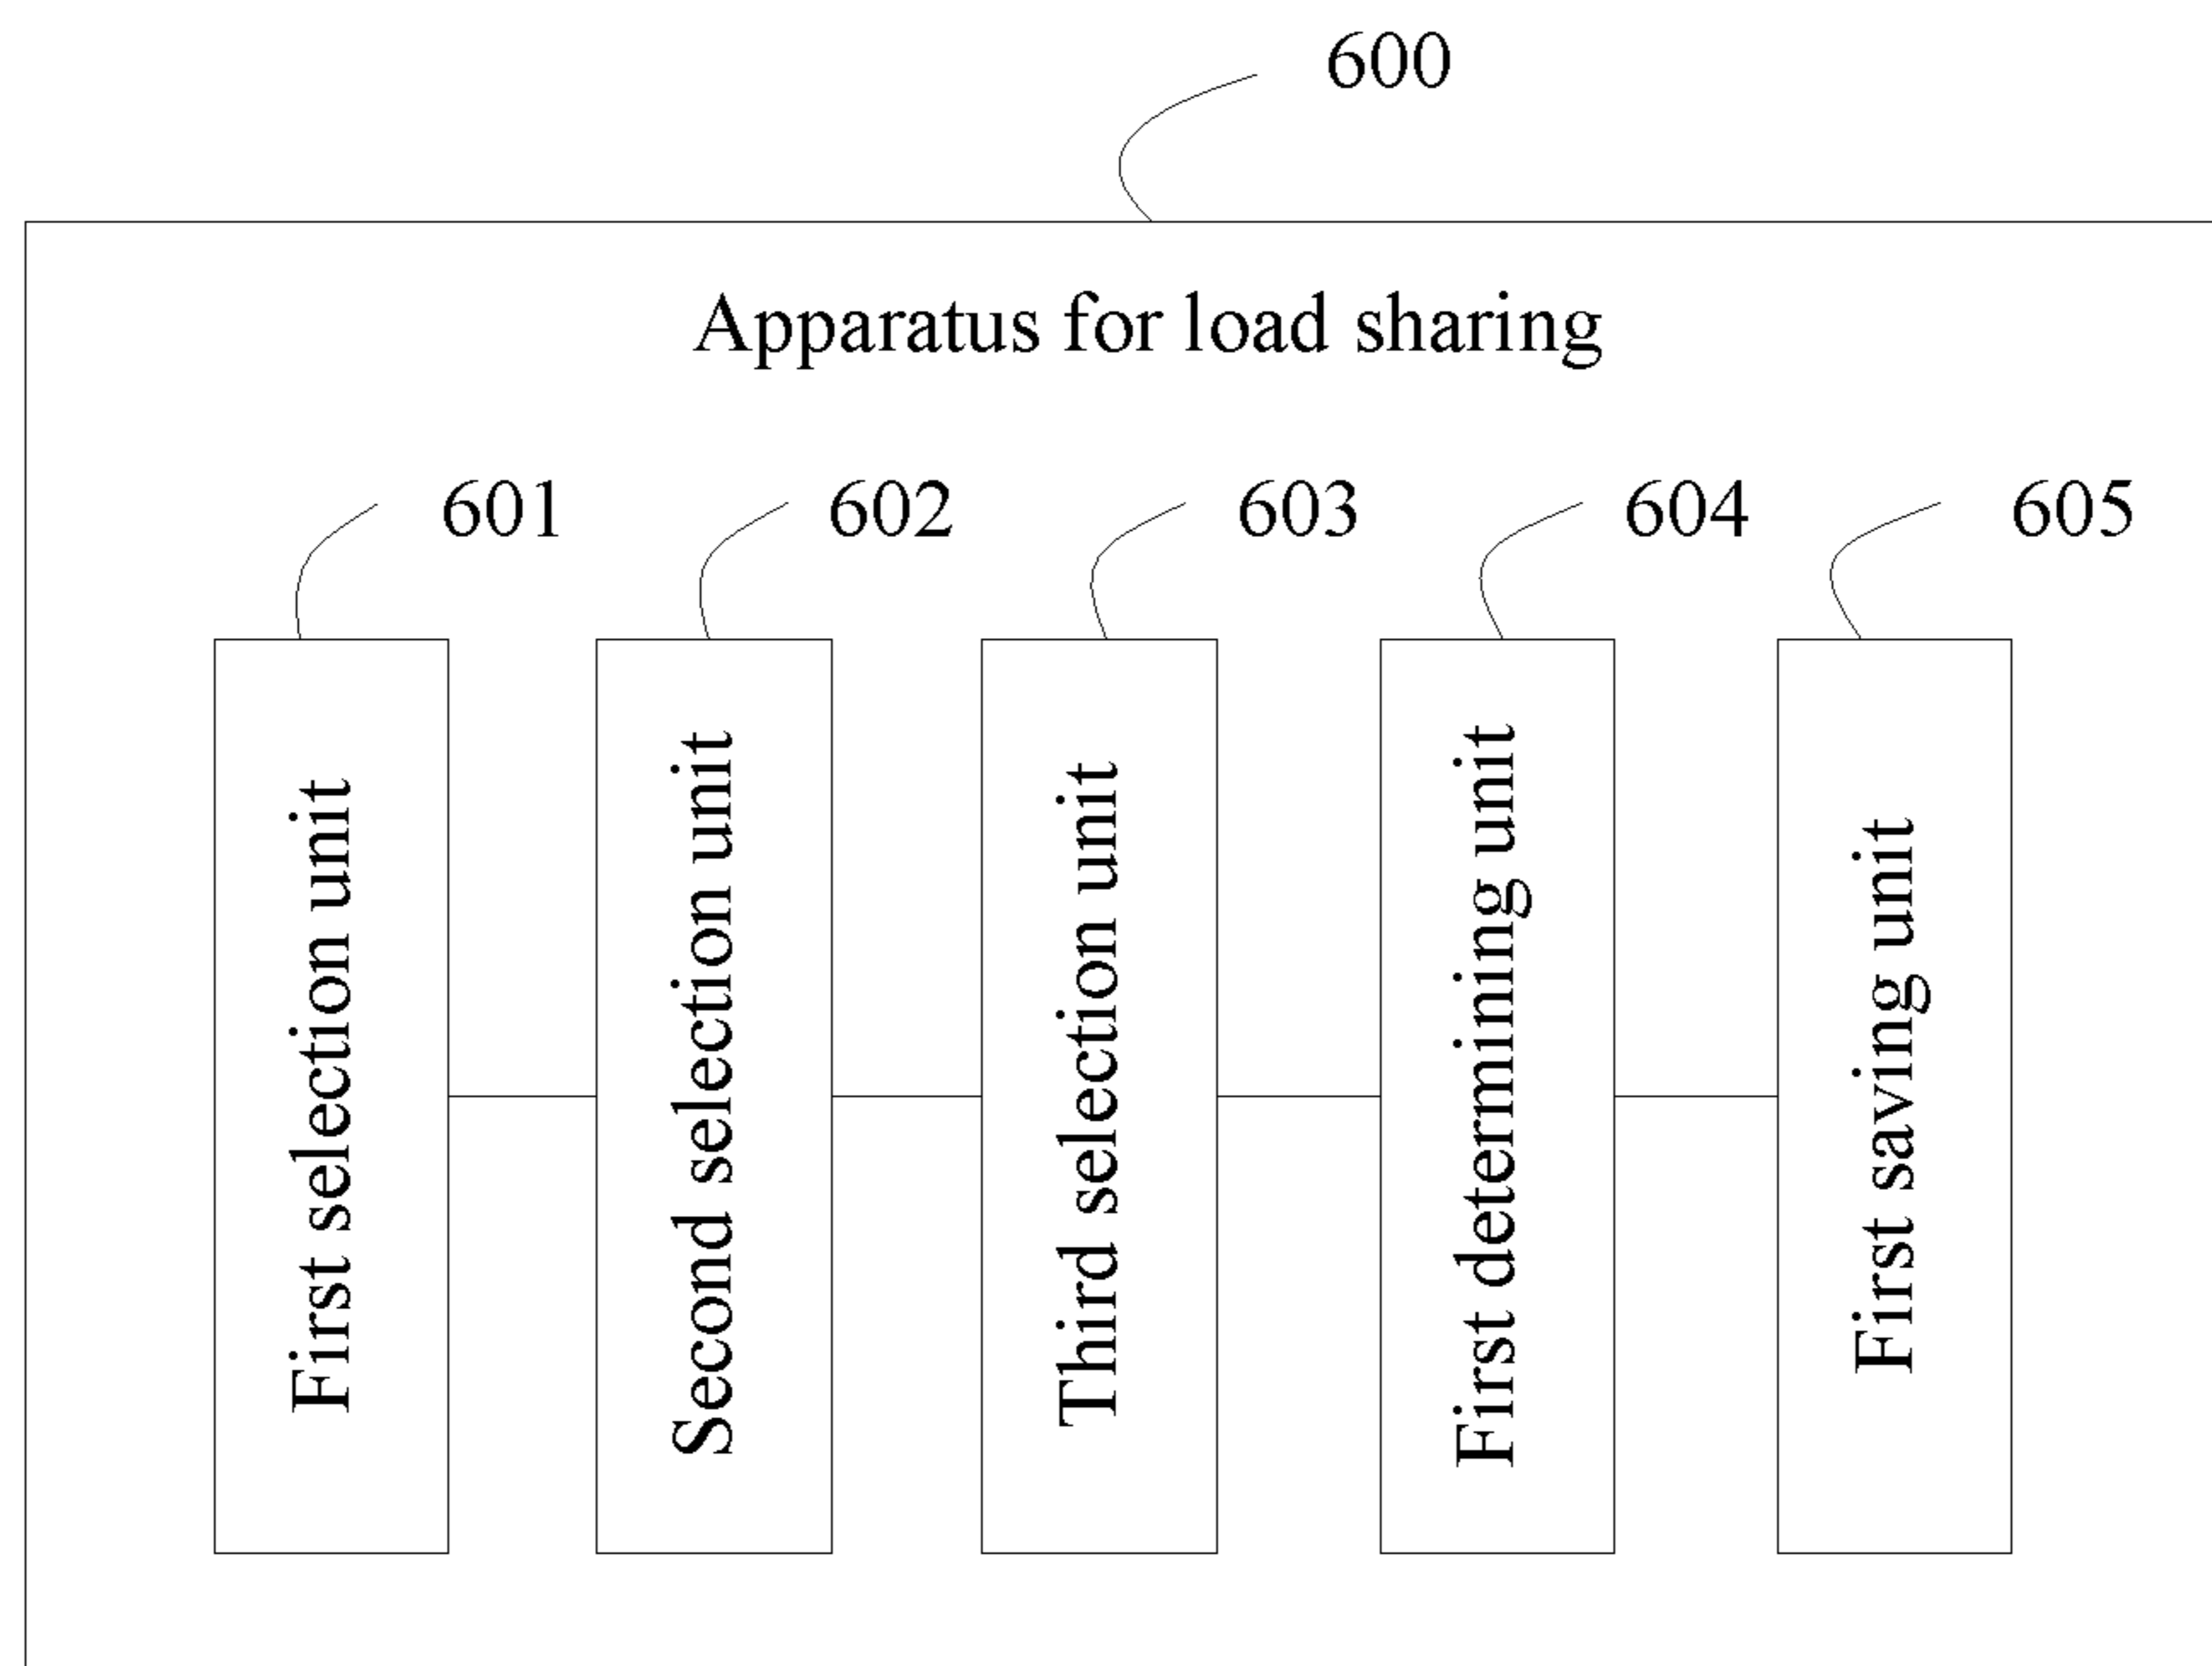 600
Apparatus for load sharing
601
602
603
604
605
First selection unit
Second selection unit
Third selection unit
First determining unit
First saving unit